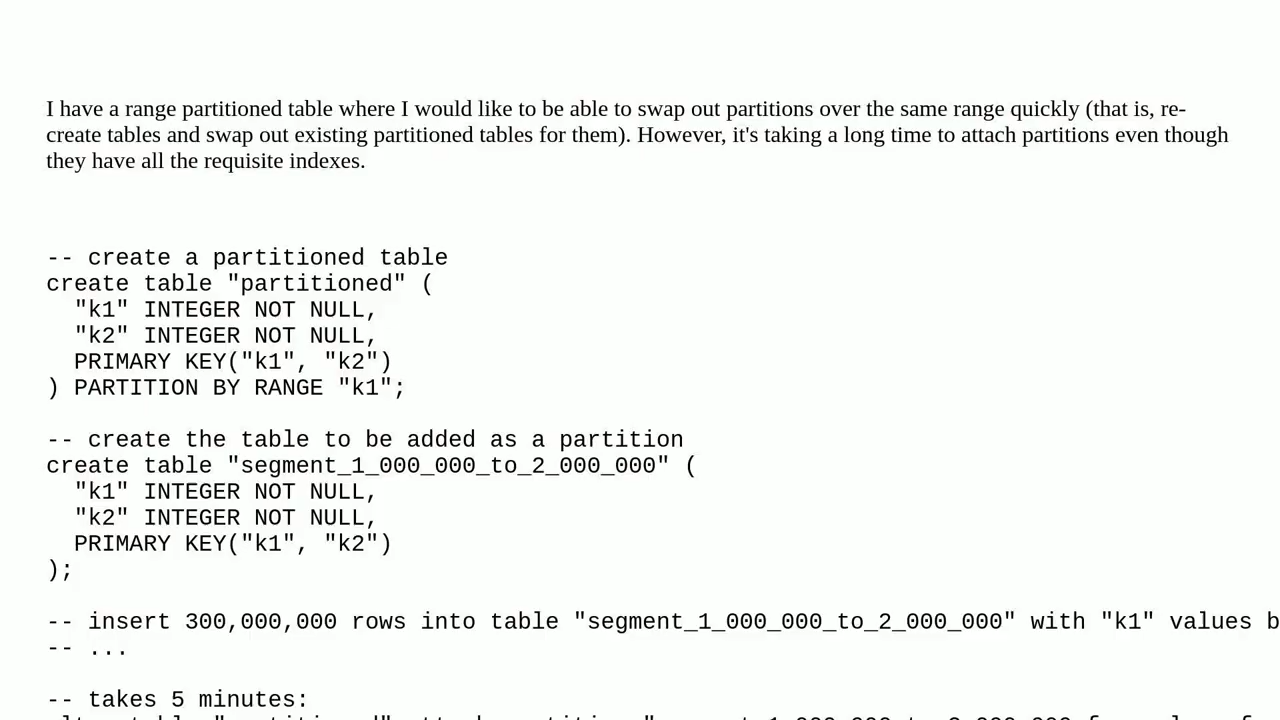 I have a range partitioned table where I would like to be able to swap out partitions over the same range quickly (that is, re-
create tables and swap out existing partitioned tables for them). However, it's taking a long time to attach partitions even though
they have all the requisite indexes.
-- create a partitioned table
create table "partitioned" (
  "k1" INTEGER NOT NULL,
  "k2" INTEGER NOT NULL,
  PRIMARY KEY("k1", "k2")
) PARTITION BY RANGE "k1";
-- create the table to be added as a partition
create table "segment_1_000_000_to_2_000_000" (
  "k1" INTEGER NOT NULL,
  "k2" INTEGER NOT NULL,
  PRIMARY KEY("k1", "k2")
);
-- insert 300,000,000 rows into table "segment_1_000_000_to_2_000_000" with "k1" values b
-- ...
-- takes 5 minutes: